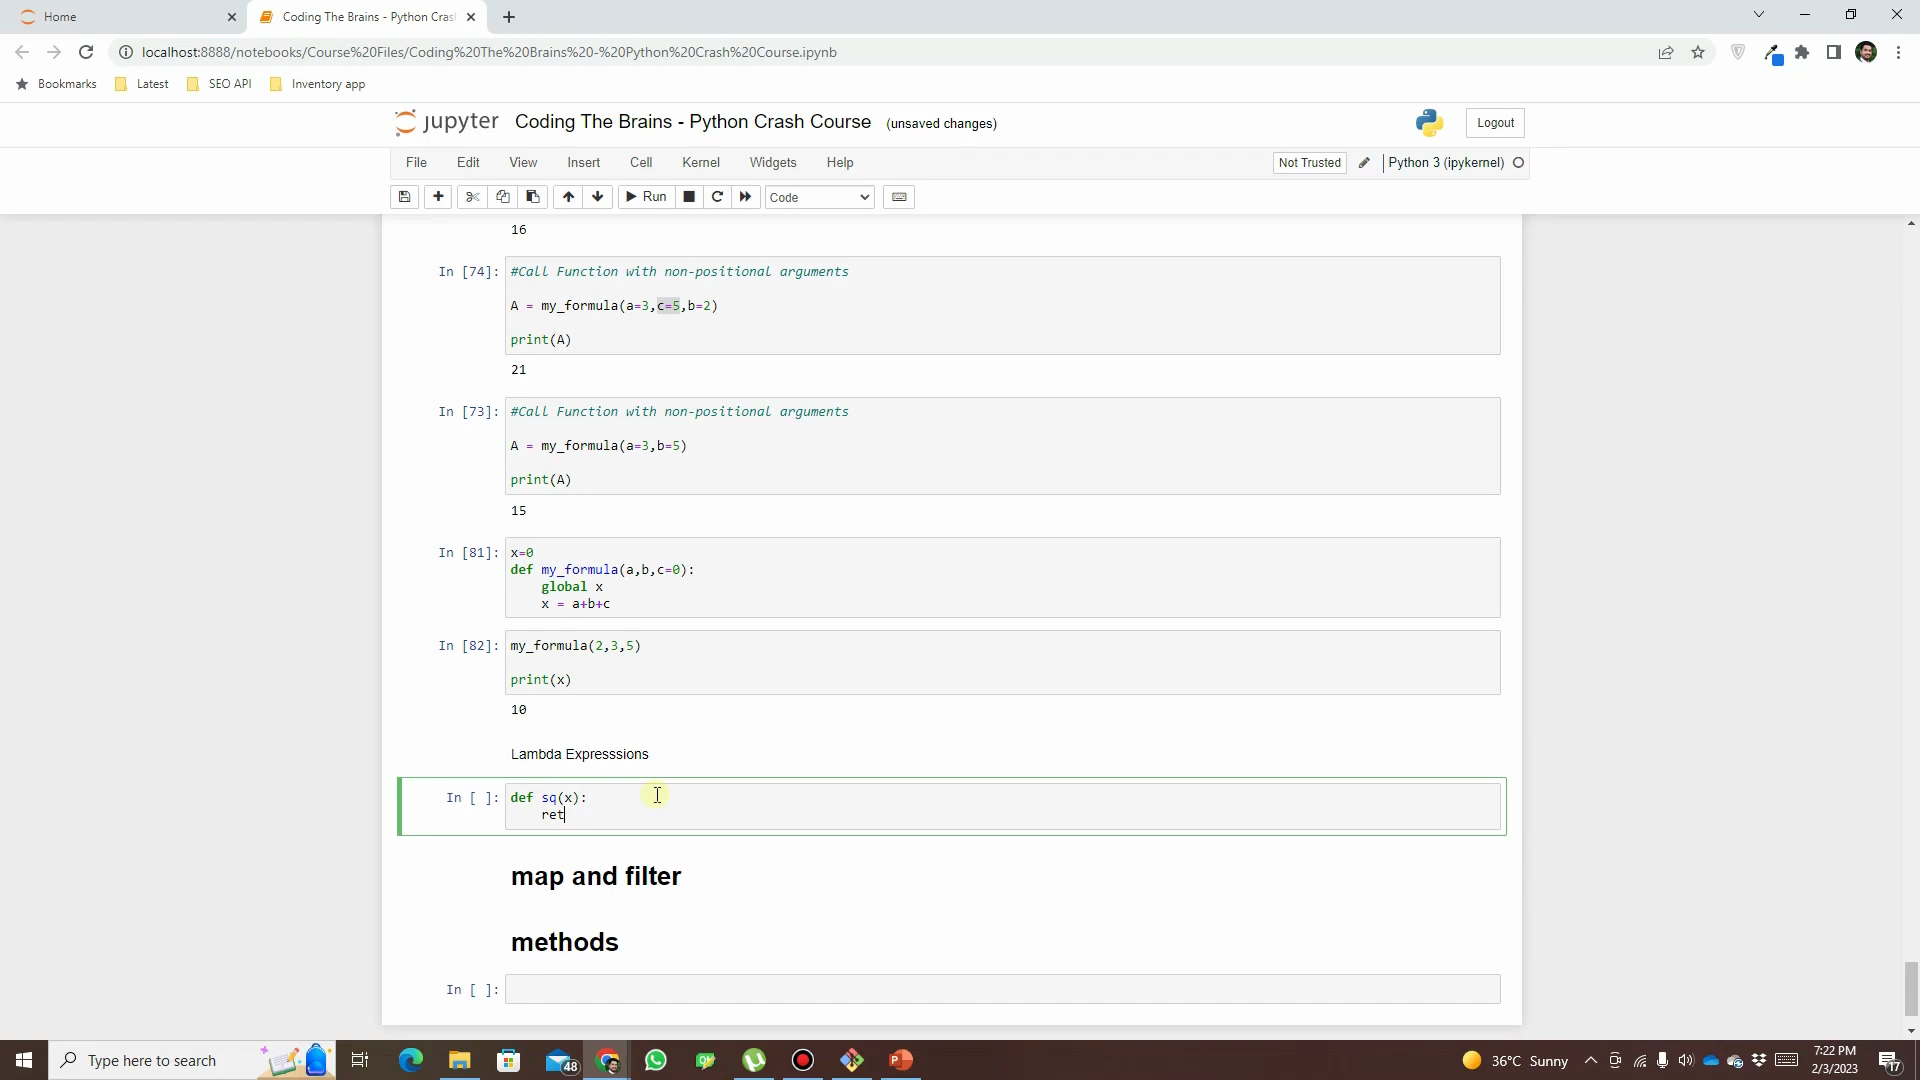 Home
Coding The Brains - Python Cras
localhost:8888/notebooks/Course%20Files/Coding%20The%20Brains%20-%20Python%20Crash%20Course.ipynb
Bookmarks Latest SEO API Inventory app
jupyter Coding The Brains - Python Crash Course (unsaved changes) Logout
File Edit View Insert Cell Kernel Widgets Help Not Trusted Python 3 (ipykernel)
Run Code
16
In [74]: #Call Function with non-positional arguments
A = my_formula(a=3,c=5,b=2)
print(A)
21
In [73]: #Call Function with non-positional arguments
A = my_formula(a=3,b=5)
print(A)
15
In [81]: x=0
def my_formula(a,b,c=0):
global x
x = a+b+c
In [82]: my_formula(2,3,5)
print(x)
10
Lambda Expresssions
In [ ]: def sq(x):
ret
map and filter
methods
In [ ]:
Type here to search 48 36°C Sunny 7:22 PM
2/3/2023 17